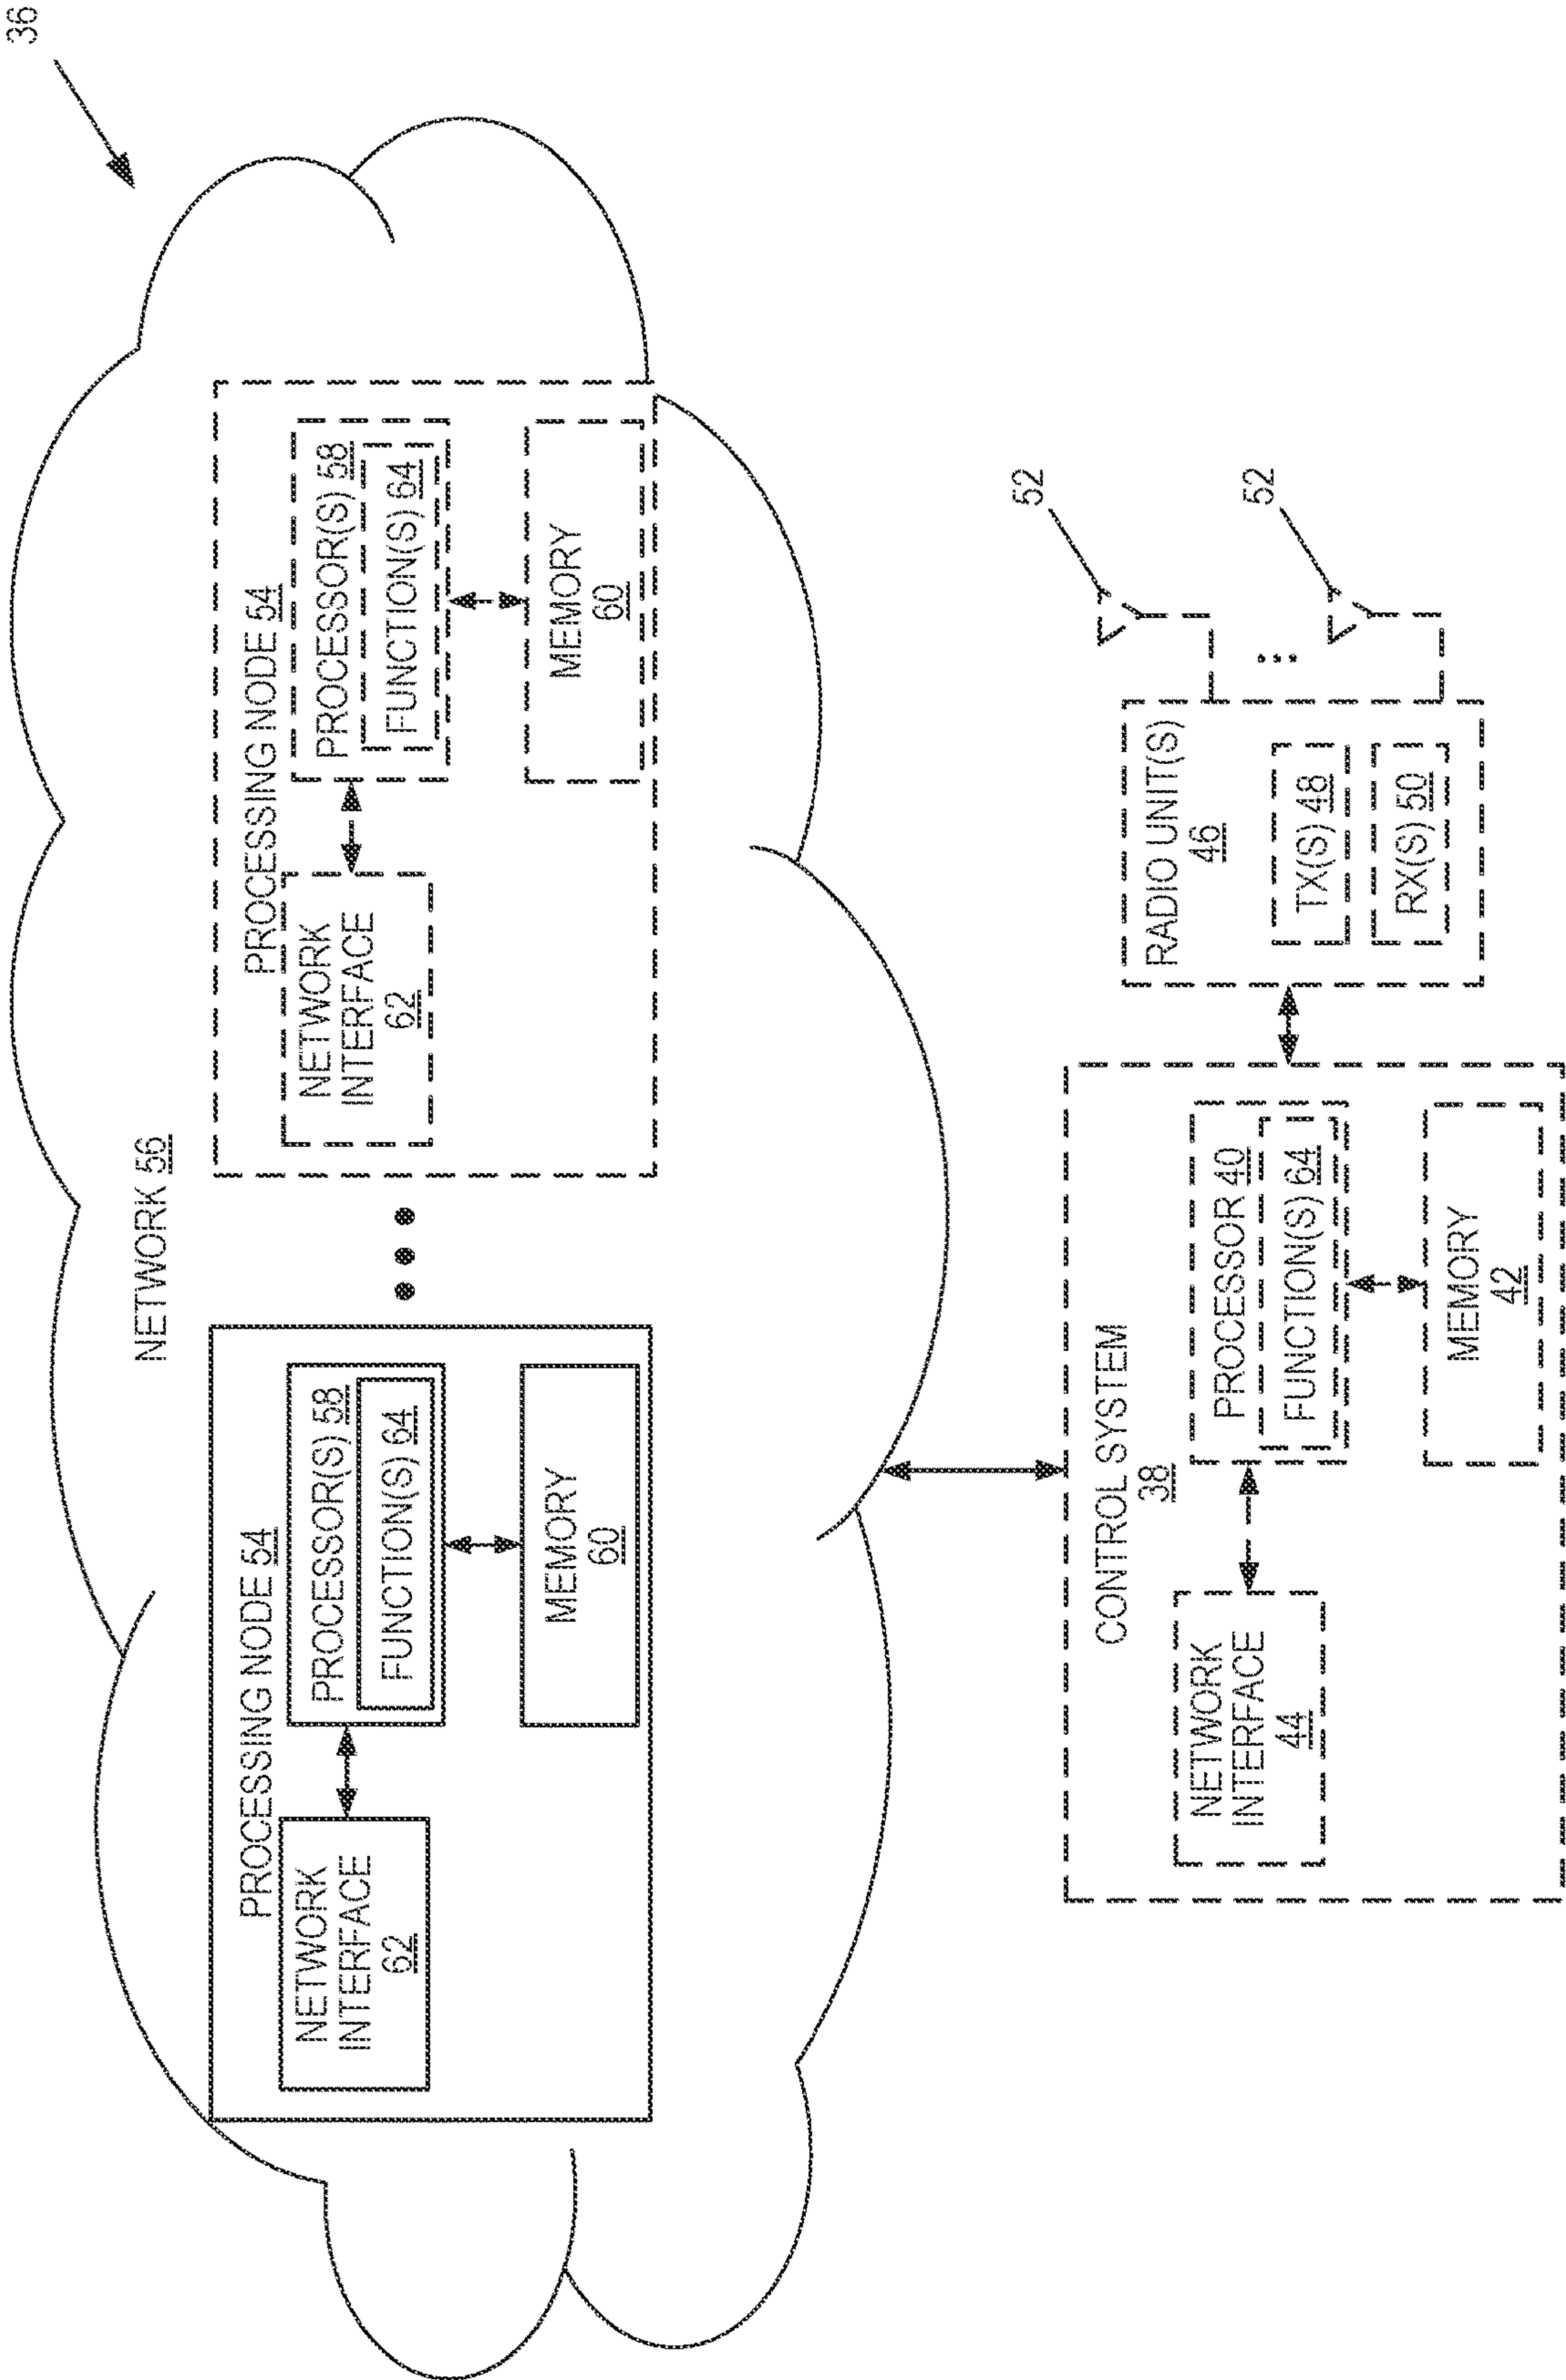 36
NETWORK 56
PROCESSING NODE 54
NETWORK
INTERFACE
62
PROCESSOR(S) 58
FUNCTION(S) 64
MEMORY
60
PROCESSING NODE 54
NETWORK
INTERFACE
62
PROCESSOR(S) 58
FUNCTION(S) 64
MEMORY
60
CONTROL SYSTEM
38
NETWORK
INTERFACE
44
PROCESSOR 40
FUNCTION(S) 64
MEMORY
42
RADIO UNIT(S)
46
TX(S) 48
RX(S) 50
52
52